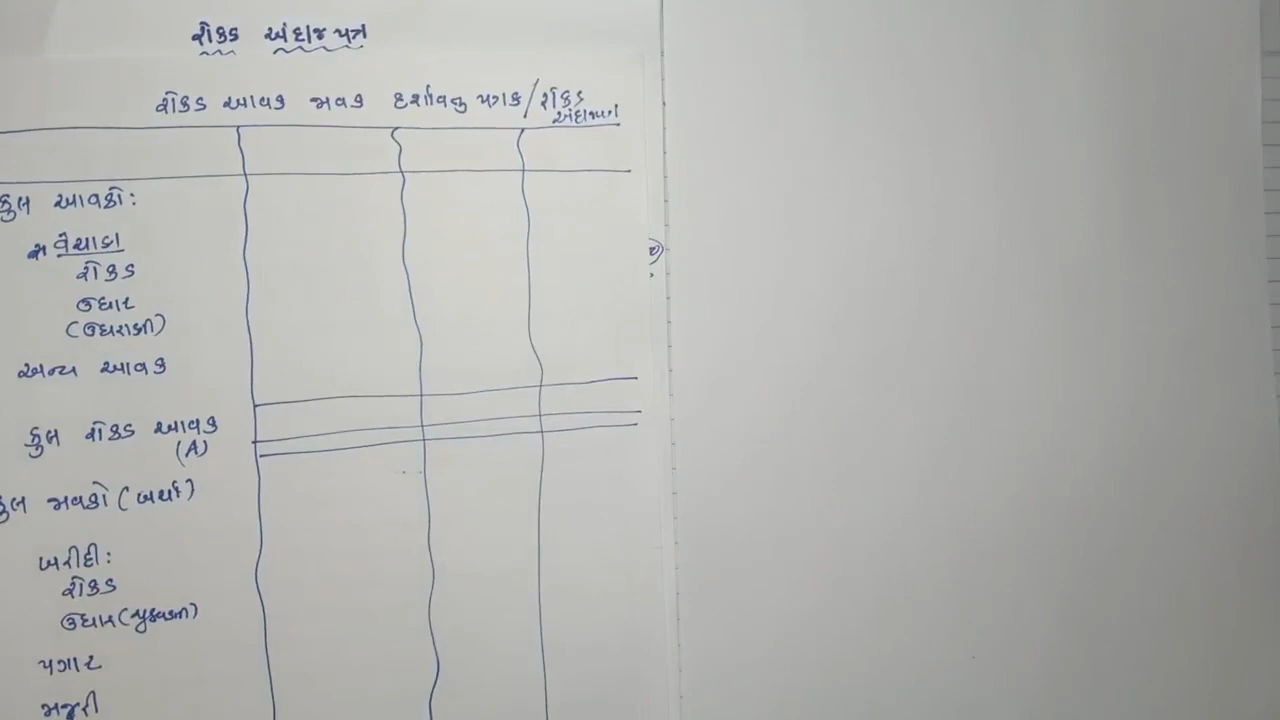 રોકડ અંદાજપત્ર
રોકડ આવક જાવક દર્શાવતુ પત્રક / રોકડ
અંદાજપત્ર
કુલ આવકો:
વેચાણ
રોકડ
ઉધાર
(ઉઘરાણી)
અન્ય આવક
કુલ રોકડ આવક
(A)
કુલ જાવકો (ખર્ચ)
ખરીદી:
રોકડ
ઉધાર (ચુકવણી)
પગાર
મજૂરી